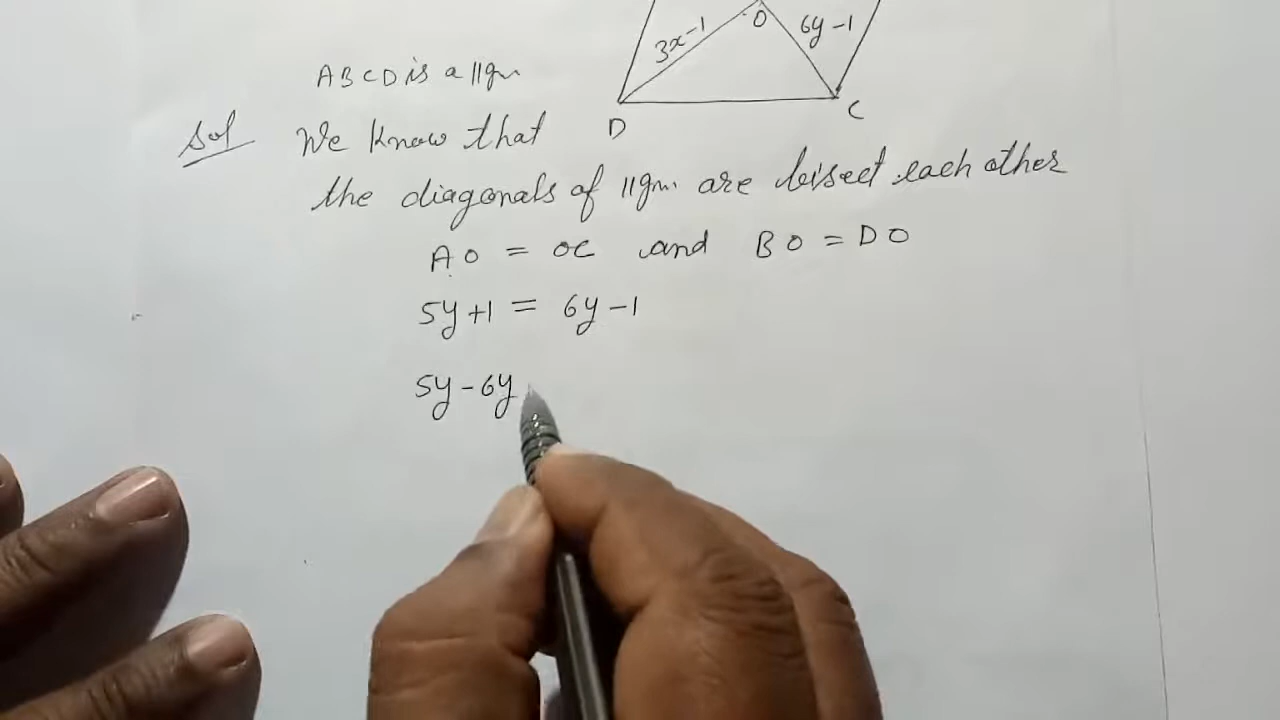 3x-1
O
6y-1
ABCD is a ||gm
D
C
Sol We know that
the diagonals of ||gm. are bisect each other
AO = OC and BO = DO
5y+1 = 6y-1
5y-6y